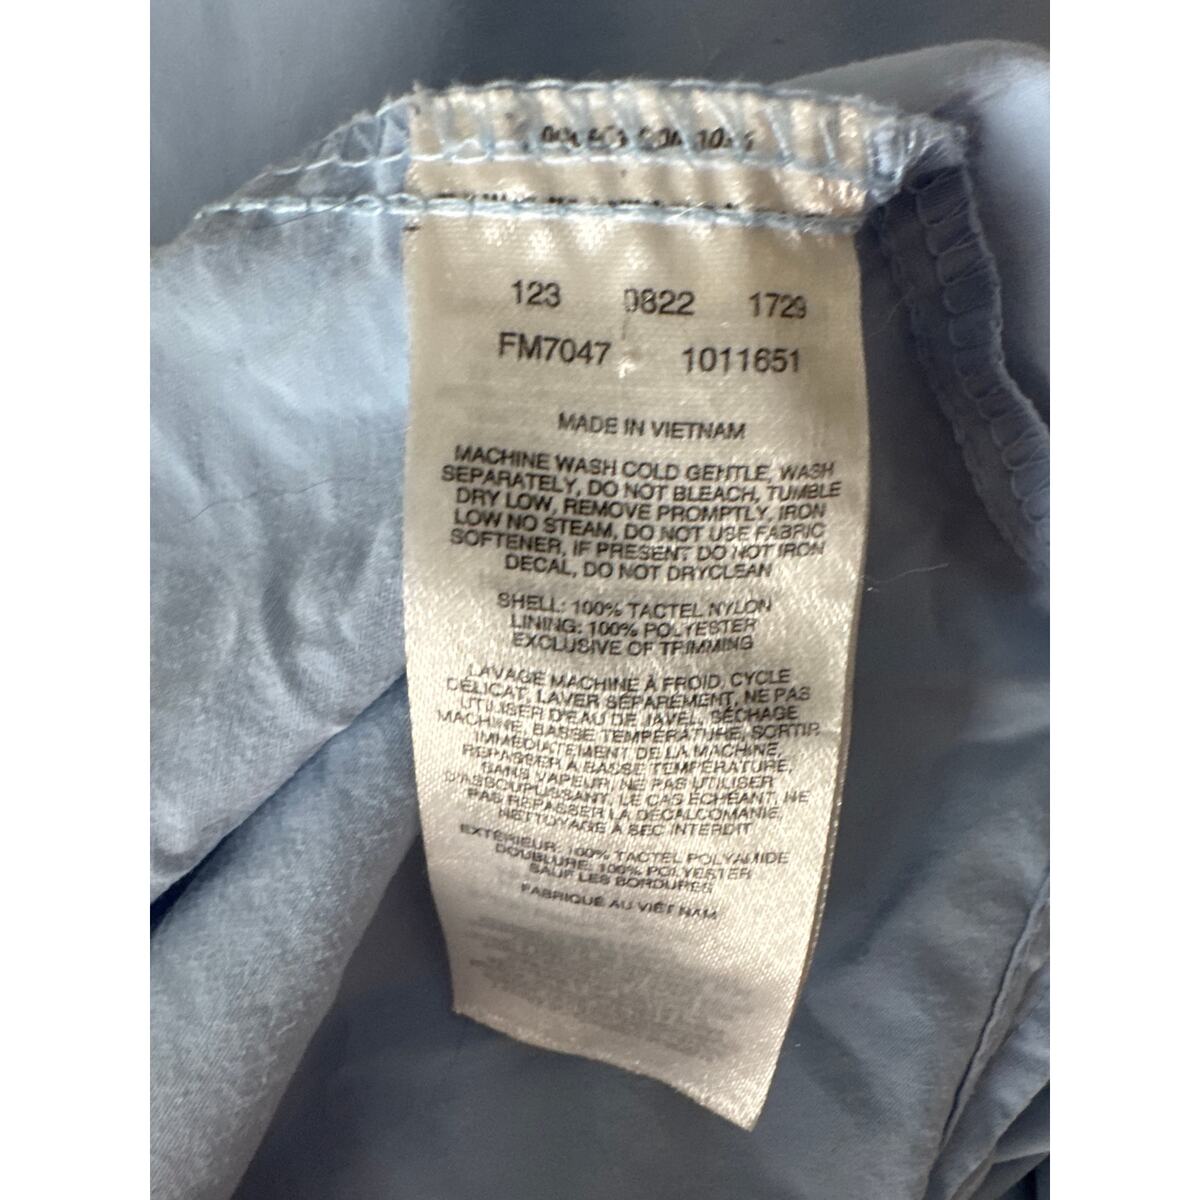 123 0822 1729
FM7047 1011651
MADE IN VIETNAM
MACHINE WASH COLD GENTLE, WASH
SEPARATELY, DO NOT BLEACH, TUMBLE
DRY LOW, REMOVE PROMPTLY, IRON
LOW NO STEAM, DO NOT USE FABRIC
SOFTENER, IF PRESENT DO NOT IRON
DECAL, DO NOT DRYCLEAN
SHELL: 100% TACTEL NYLON
LINING: 100% POLYESTER
EXCLUSIVE OF TRIMMING
LAVAGE MACHINE À FROID, CYCLE
DÉLICAT, LAVER SÉPARÉMENT, NE PAS
UTILISER D'EAU DE JAVEL, SÉCHAGE
MACHINE, BASSE TEMPÉRATURE, SORTIR
IMMÉDIATEMENT DE LA MACHINE,
REPASSER À BASSE TEMPÉRATURE,
SANS VAPEUR, NE PAS UTILISER
D'ASSOUPLISSANT, LE CAS ÉCHÉANT, NE
PAS REPASSER LA DÉCALCOMANIE,
NETTOYAGE À SEC INTERDIT
EXTÉRIEUR: 100% TACTEL POLYAMIDE
DOUBLURE: 100% POLYESTER
SAUF LES BORDURES
FABRIQUÉ AU VIÊT NAM